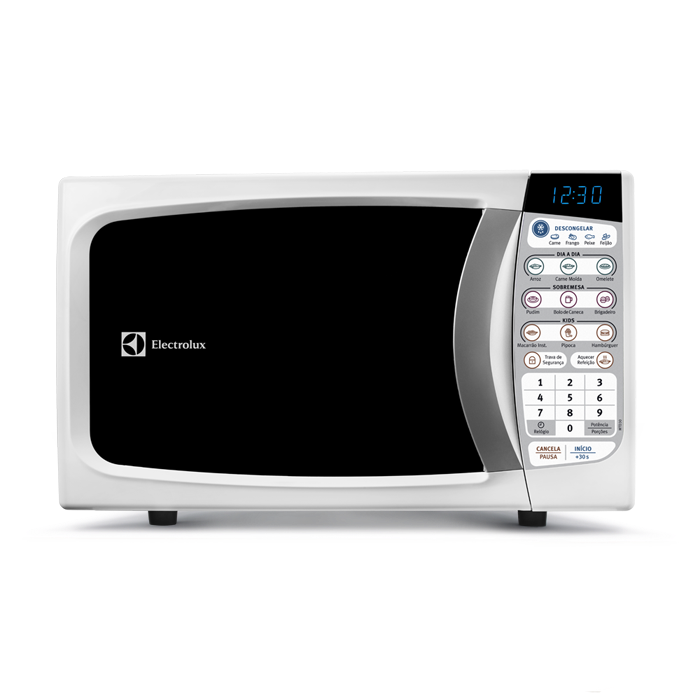 12:30
DESCONGELAR
Carne Frango Peixe Feijão
DIA A DIA
Arroz Carne Moída Omelete
SOBREMESA
Pudim Bolo de Caneca Brigadeiro
KIDS
Macarrão Inst. Pipoca Hambúrguer
Trava de Segurança
Aquecer Refeição
Electrolux
1 2 3
4 5 6
7 8 9
Relógio 0 Potência Porções
CANCELA INÍCIO
PAUSA +30s